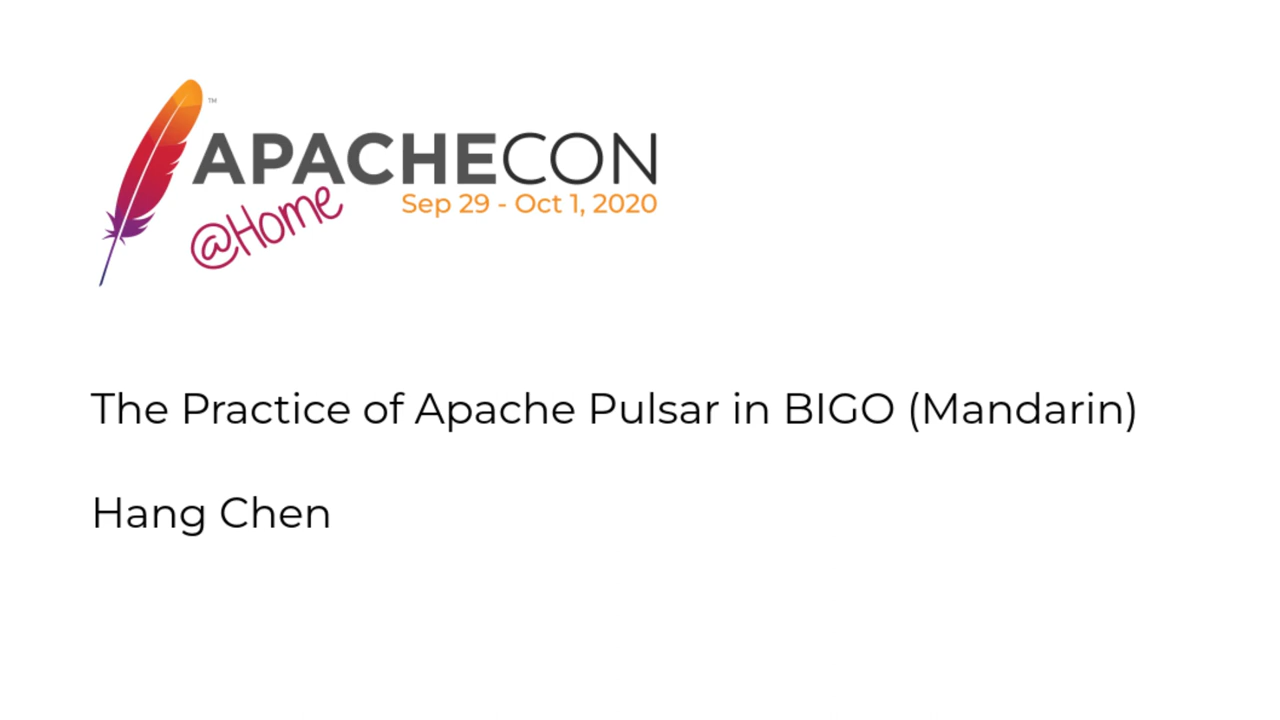 ™
APACHECON
@Home
Sep 29 - Oct 1, 2020
The Practice of Apache Pulsar in BIGO (Mandarin)
Hang Chen